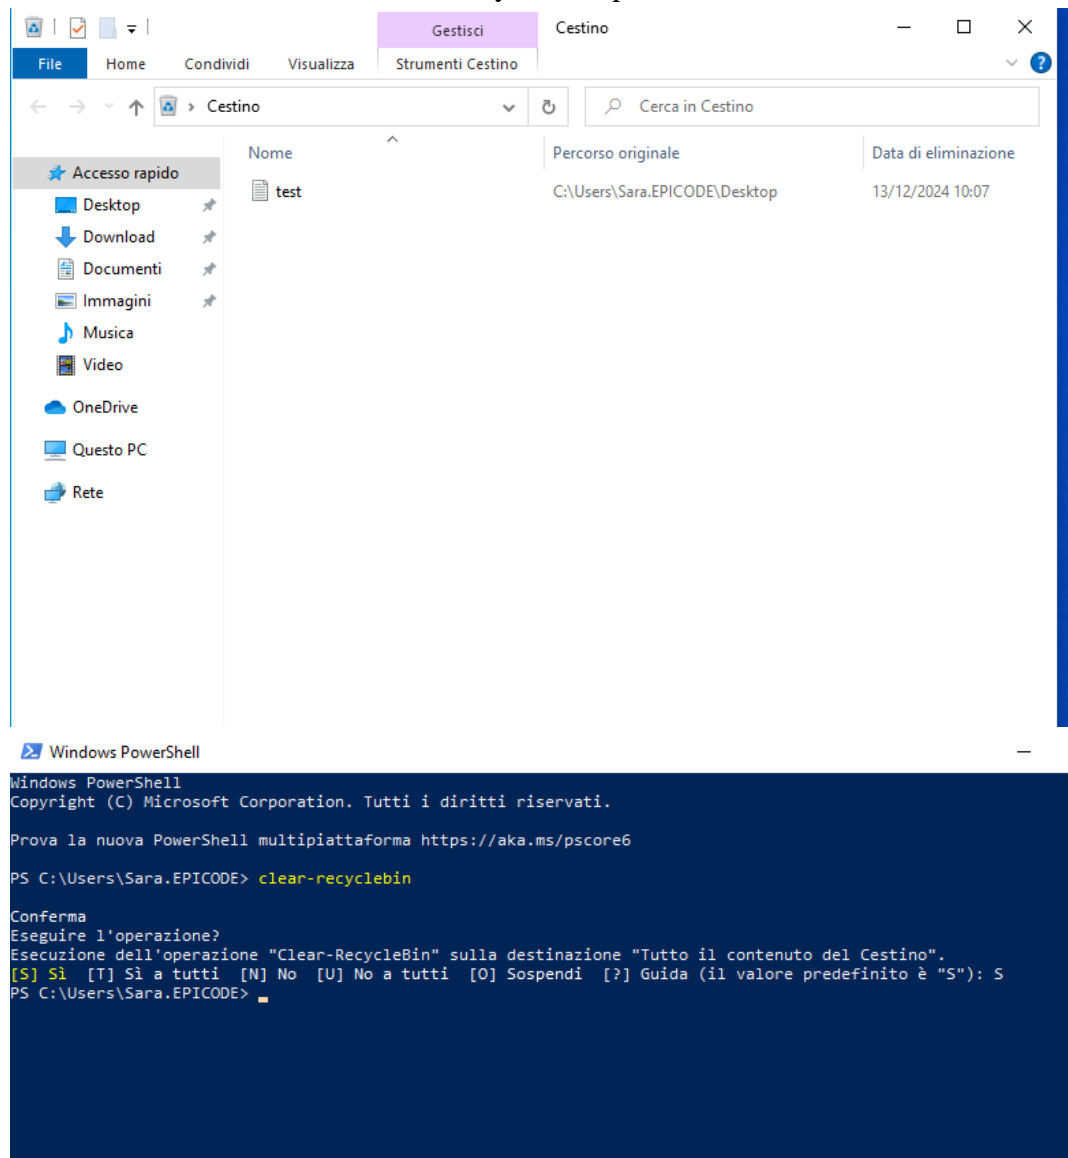 Gestisci Cestino
File Home Condividi Visualizza Strumenti Cestino
Cestino
Cerca in Cestino
Nome Percorso originale Data di eliminazione
test C:\Users\Sara.EPICODE\Desktop 13/12/2024 10:07
Accesso rapido
Desktop
Download
Documenti
Immagini
Musica
Video
OneDrive
Questo PC
Rete
Windows PowerShell
Windows PowerShell
Copyright (C) Microsoft Corporation. Tutti i diritti riservati.
Prova la nuova PowerShell multipiattaforma https://aka.ms/pscore6
PS C:\Users\Sara.EPICODE> clear-recyclebin
Conferma
Eseguire l'operazione?
Esecuzione dell'operazione "Clear-RecycleBin" sulla destinazione "Tutto il contenuto del Cestino".
[S] Sì  [T] Sì a tutti  [N] No  [U] No a tutti  [O] Sospendi  [?] Guida (il valore predefinito è "S"): S
PS C:\Users\Sara.EPICODE>